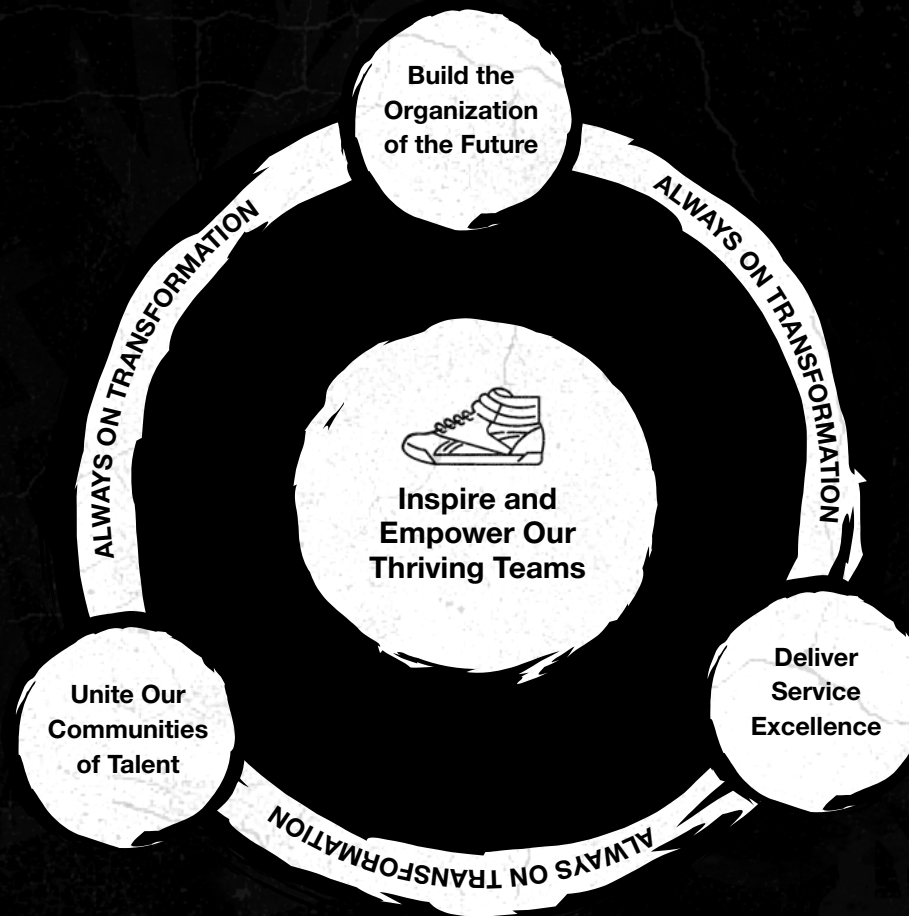 Build the
Organization
of the Future
ALWAYS ON TRANSFORMATION
ALWAYS ON TRANSFORMATION
Inspire and
Empower Our
Thriving Teams
Unite Our
Communities
of Talent
Deliver
Service
Excellence
ALWAYS ON TRANSFORMATION